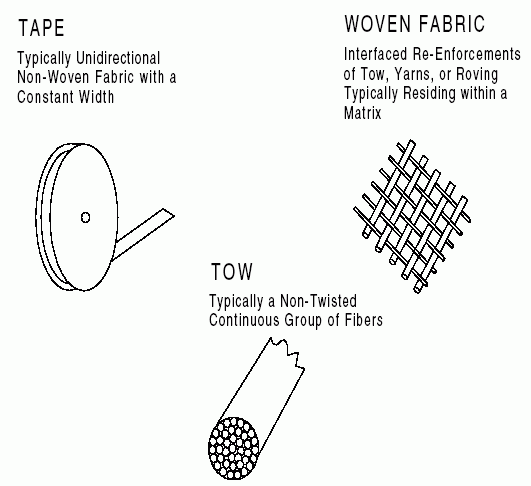 TAPE
Typically Unidirectional
Non-Woven Fabric with a
Constant Width
WOVEN FABRIC
Interfaced Re-Enforcements
of Tow, Yarns, or Roving
Typically Residing within a
Matrix
TOW
Typically a Non-Twisted
Continuous Group of Fibers